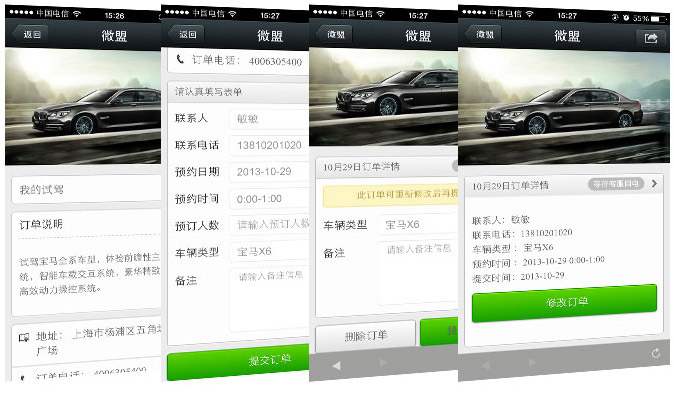 中国电信 15:26
返回 微盟
我的试驾
订单说明
试驾宝马全系车型，体验前瞻性主
统，智能车载交互系统，豪华精致
高效动力操控系统。
地址： 上海市杨浦区五角场
广场
订单电话： 4006305400
中国电信 15:27
返回 微盟
订单电话： 4006305400
请认真填写表单
联系人 敏敏
联系电话 13810201020
预约日期 2013-10-29
预约时间 0:00-1:00
预订人数 请输入预订人数
车辆类型 宝马X6
备注 请输入备注信息
提交订单
中国电信 15:27
微盟 微盟
10月29日订单详情
此订单可重新修改后再提
车辆类型 宝马X6
备注 请输入备注信息
删除订单
中国电信 15:27 55%
微盟 微盟
10月29日订单详情 等待客服回电
联系人：敏敏
联系电话：13810201020
车辆类型 ：宝马X6
预约时间 ：2013-10-29 0:00-1:00
提交时间：2013-10-29
修改订单